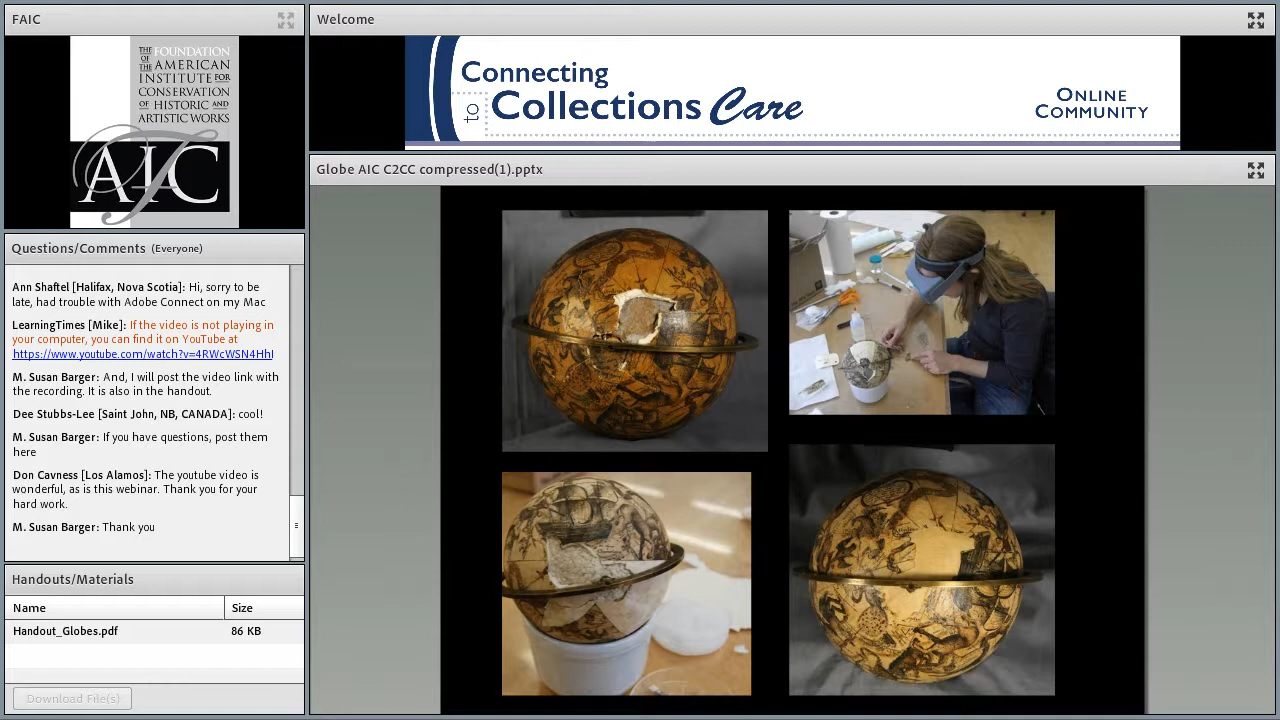 FAIC
THE FOUNDATION
OF THE AMERICAN
INSTITUTE FOR
CONSERVATION
OF HISTORIC AND
ARTISTIC WORKS
AIC
Welcome
Connecting
to Collections Care
ONLINE
COMMUNITY
Globe AIC C2CC compressed(1).pptx
Questions/Comments (Everyone)
Ann Shaftel [Halifax, Nova Scotia]: Hi, sorry to be
late, had trouble with Adobe Connect on my Mac
LearningTimes [Mike]: If the video is not playing in
your computer, you can find it on YouTube at
https://www.youtube.com/watch?v=4RWcWSN4HhI
M. Susan Barger: And, I will post the video link with
the recording. It is also in the handout.
Dee Stubbs-Lee [Saint John, NB, CANADA]: cool!
M. Susan Barger: If you have questions, post them
here
Don Cavness [Los Alamos]: The youtube video is
wonderful, as is this webinar. Thank you for your
hard work.
M. Susan Barger: Thank you
Handouts/Materials
Name Size
Handout_Globes.pdf 86 KB
Download File(s)